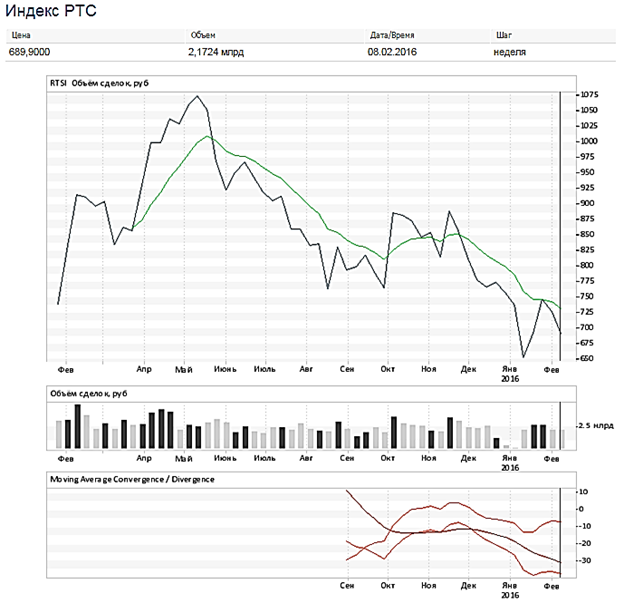 Индекс РТС
Цена Объем Дата/Время Шаг
689,9000 2,1724 млрд 08.02.2016 неделя
RTSI Объём сделок, руб
1075
1050
1025
1000
975
950
925
900
875
850
825
800
775
750
725
700
675
650
Фев Апр Май Июнь Июль Авг Сен Окт Ноя Дек Янв Фев
2016
Объём сделок, руб
2.5 млрд
Фев Апр Май Июнь Июль Авг Сен Окт Ноя Дек Янв Фев
2016
Moving Average Convergence / Divergence
10
0
-10
-20
-30
Сен Окт Ноя Дек Янв Фев
2016